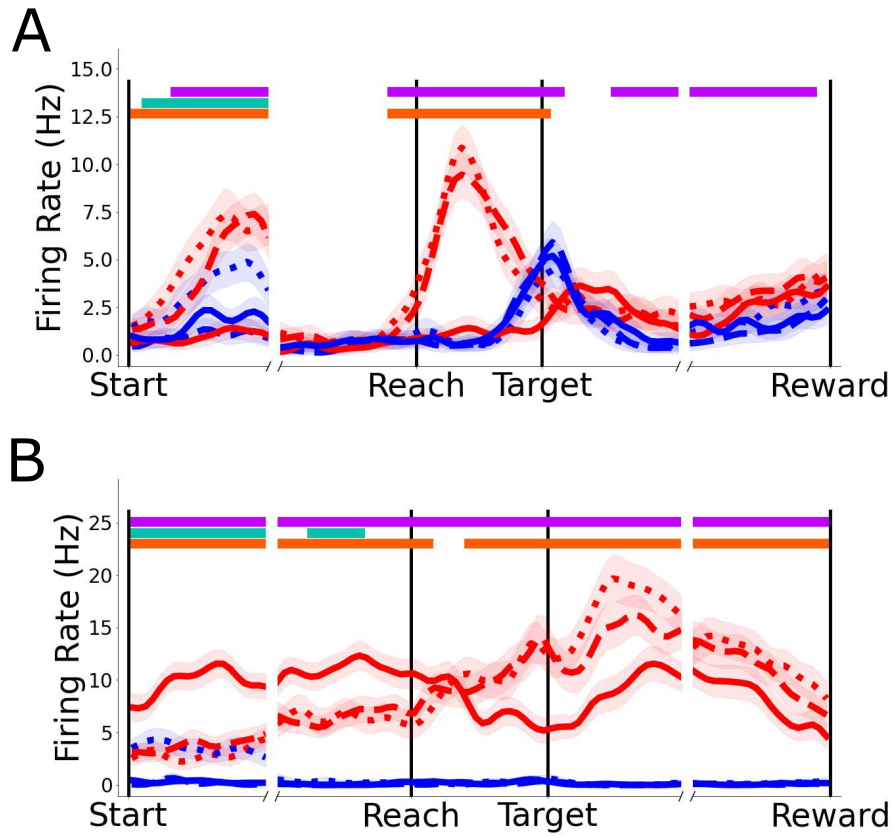 A
Firing Rate (Hz)
15.0
12.5
10.0
7.5
5.0
2.5
0.0
Start
Reach
Target
Reward
B
Firing Rate (Hz)
25
20
15
10
5
0
Start
Reach
Target
Reward